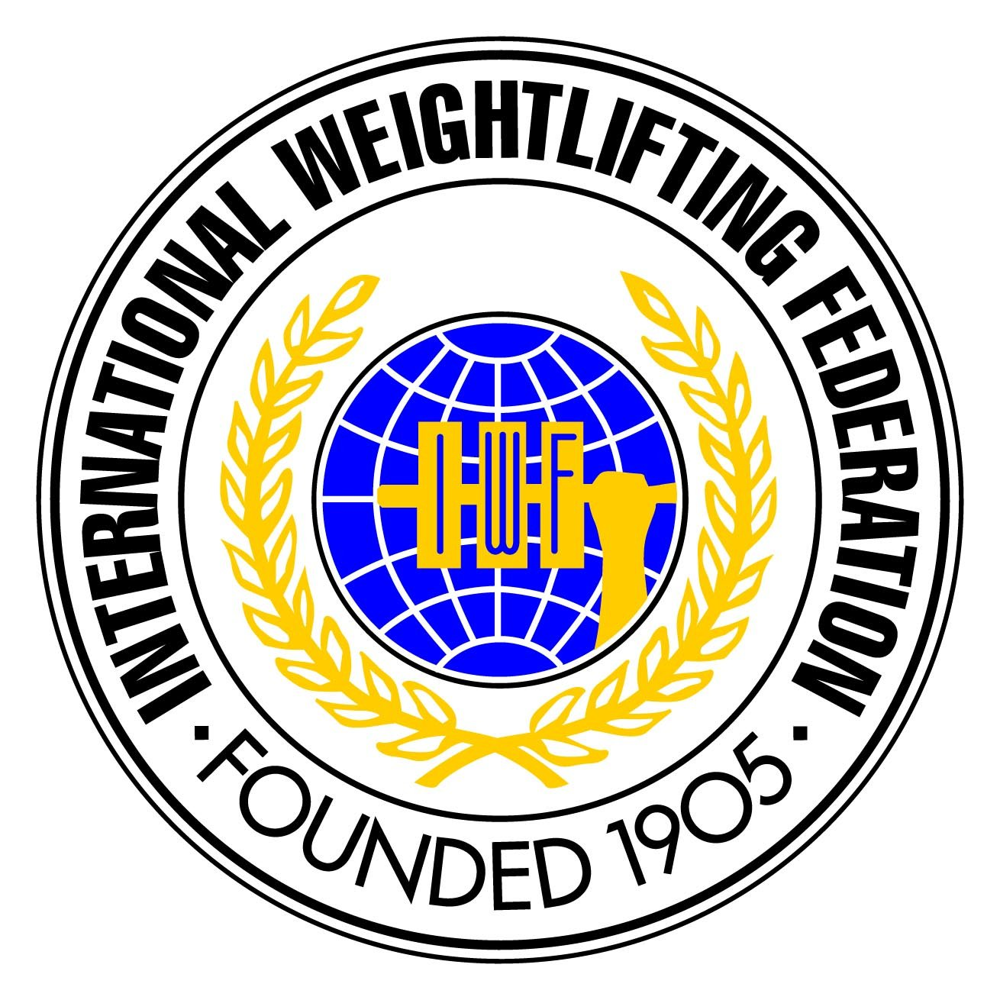 INTERNATIONAL WEIGHTLIFTING FEDERATION
IWF
· FOUNDED 1905 ·